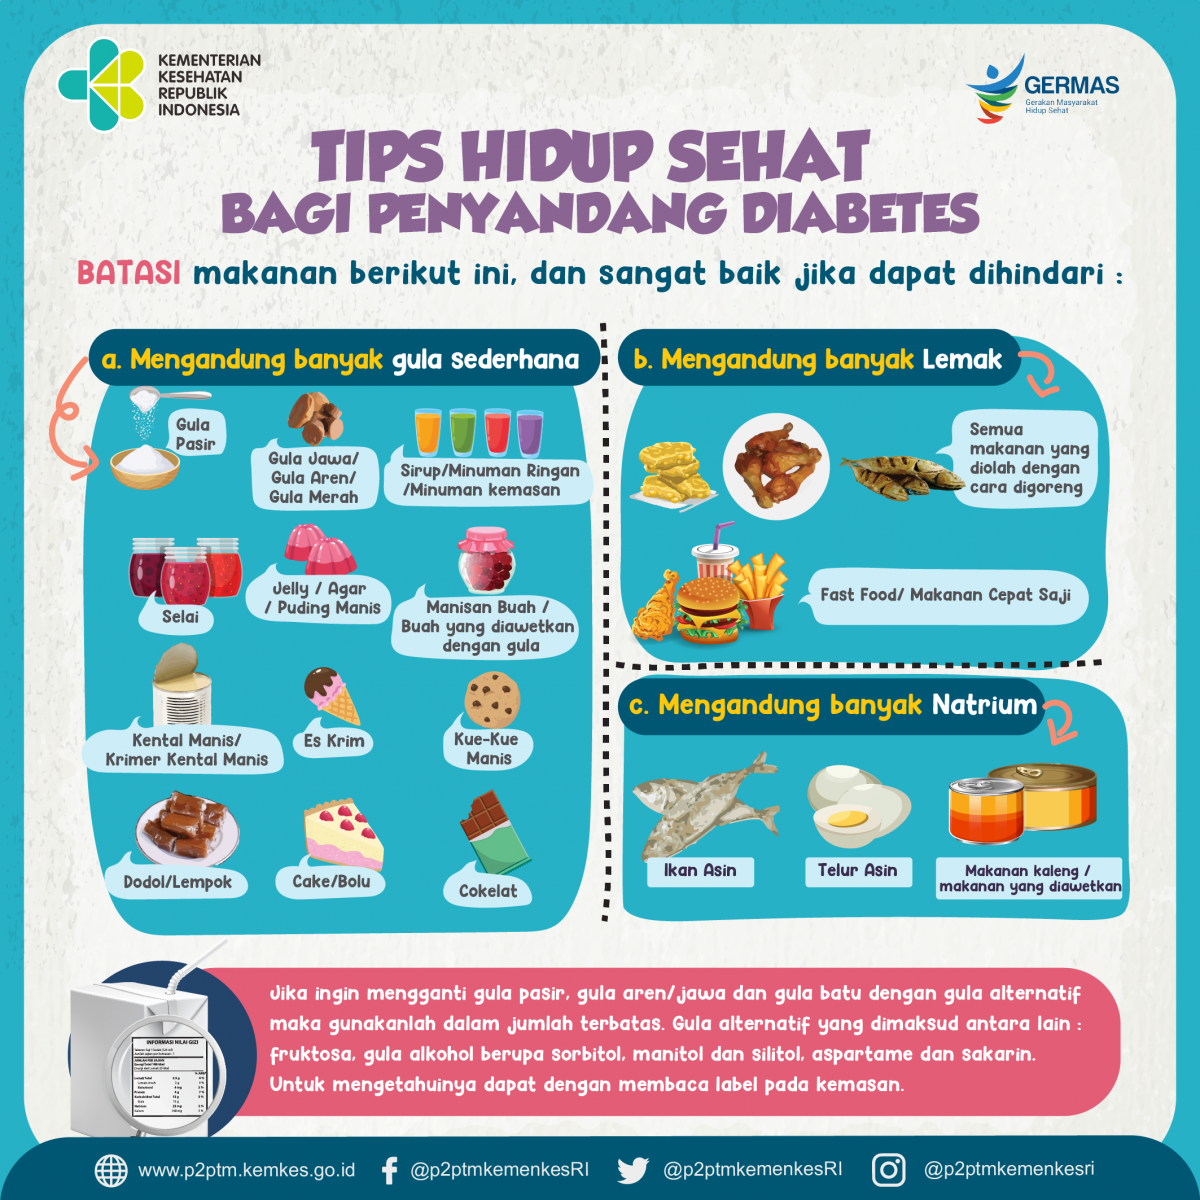 KEMENTERIAN
KESEHATAN
REPUBLIK
INDONESIA
GERMAS
Gerakan Masyarakat
Hidup Sehat
TIPS HIDUP SEHAT
BAGI PENYANDANG DIABETES
BATASI makanan berikut ini, dan sangat baik jika dapat dihindari :
a. Mengandung banyak gula sederhana
Gula
Pasir
Gula Jawa/
Gula Aren/
Gula Merah
Sirup/Minuman Ringan
/Minuman kemasan
Selai
Jelly / Agar
/ Puding Manis
Manisan Buah /
Buah yang diawetkan
dengan gula
Kental Manis/
Krimer Kental Manis
Es Krim
Kue-Kue
Manis
Dodol/Lempok
Cake/Bolu
Cokelat
b. Mengandung banyak Lemak
Semua
makanan yang
diolah dengan
cara digoreng
Fast Food/ Makanan Cepat Saji
c. Mengandung banyak Natrium
Ikan Asin
Telur Asin
Makanan kaleng /
makanan yang diawetkan
INFORMASI NILAI GIZI
Jika ingin mengganti gula pasir, gula aren/jawa dan gula batu dengan gula alternatif
maka gunakanlah dalam jumlah terbatas. Gula alternatif yang dimaksud antara lain :
fruktosa, gula alkohol berupa sorbitol, manitol dan silitol, aspartame dan sakarin.
Untuk mengetahuinya dapat dengan membaca label pada kemasan.
www.p2ptm.kemkes.go.id
@p2ptmkemenkesRI
@p2ptmkemenkesRI
@p2ptmkemenkesri